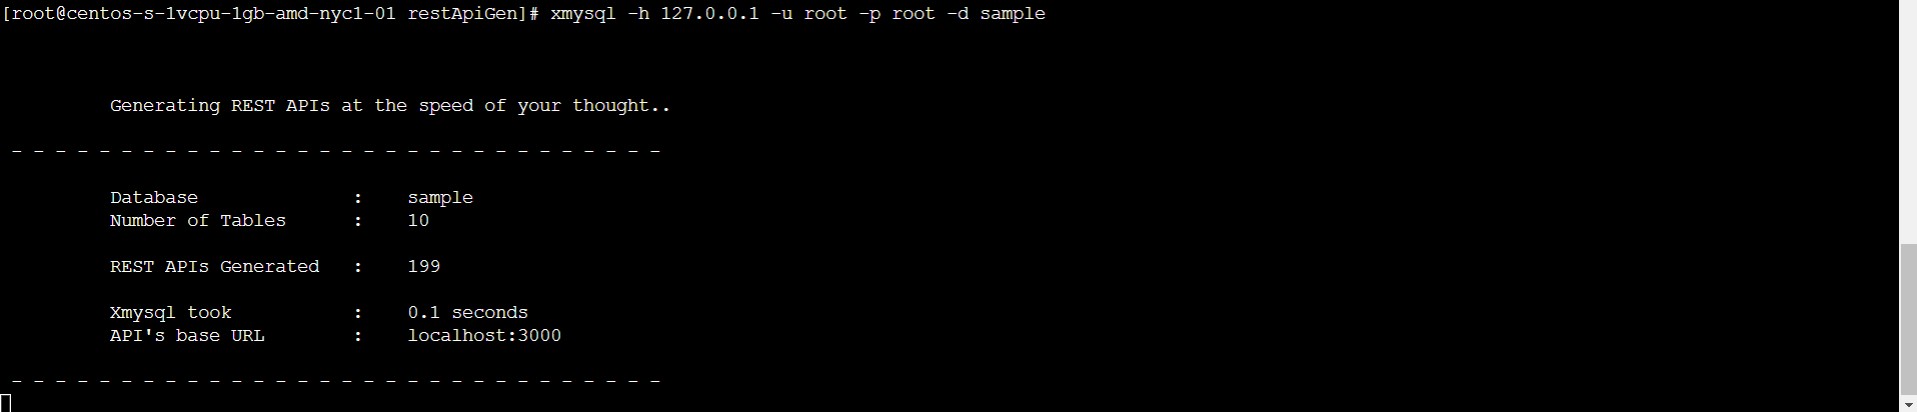 [root@centos-s-1vcpu-1gb-amd-nyc1-01 restApiGen]# xmysql -h 127.0.0.1 -u root -p root -d sample
Generating REST APIs at the speed of your thought..
- - - - - - - - - - - - - - - - - - - - - - - - - - - - - -
Database : sample
Number of Tables : 10
REST APIs Generated : 199
Xmysql took : 0.1 seconds
API's base URL : localhost:3000
- - - - - - - - - - - - - - - - - - - - - - - - - - - - - -